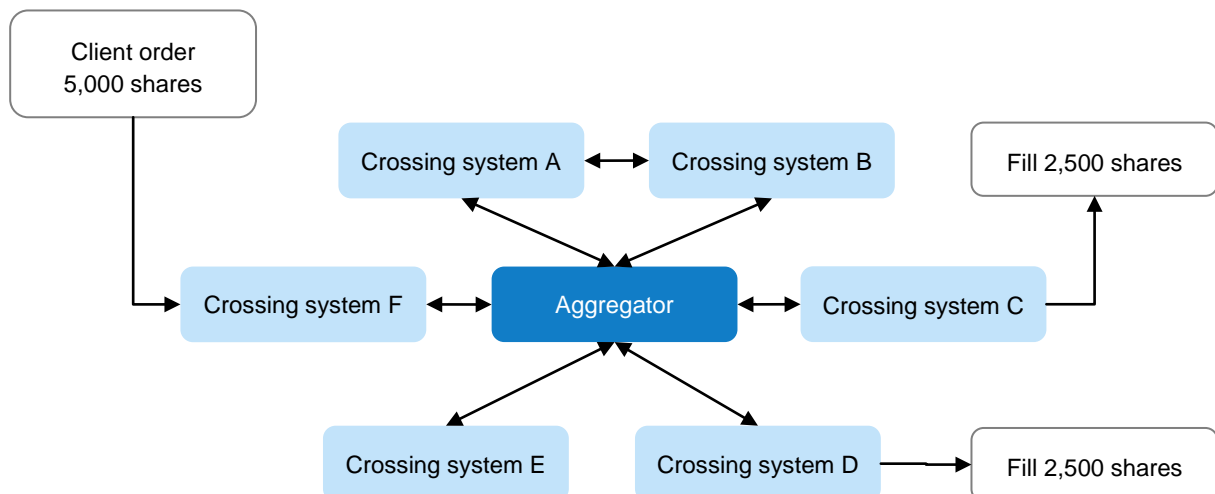 Client order
5,000 shares
Crossing system A
Crossing system B
Fill 2,500 shares
Crossing system F
Aggregator
Crossing system C
Crossing system E
Crossing system D
Fill 2,500 shares